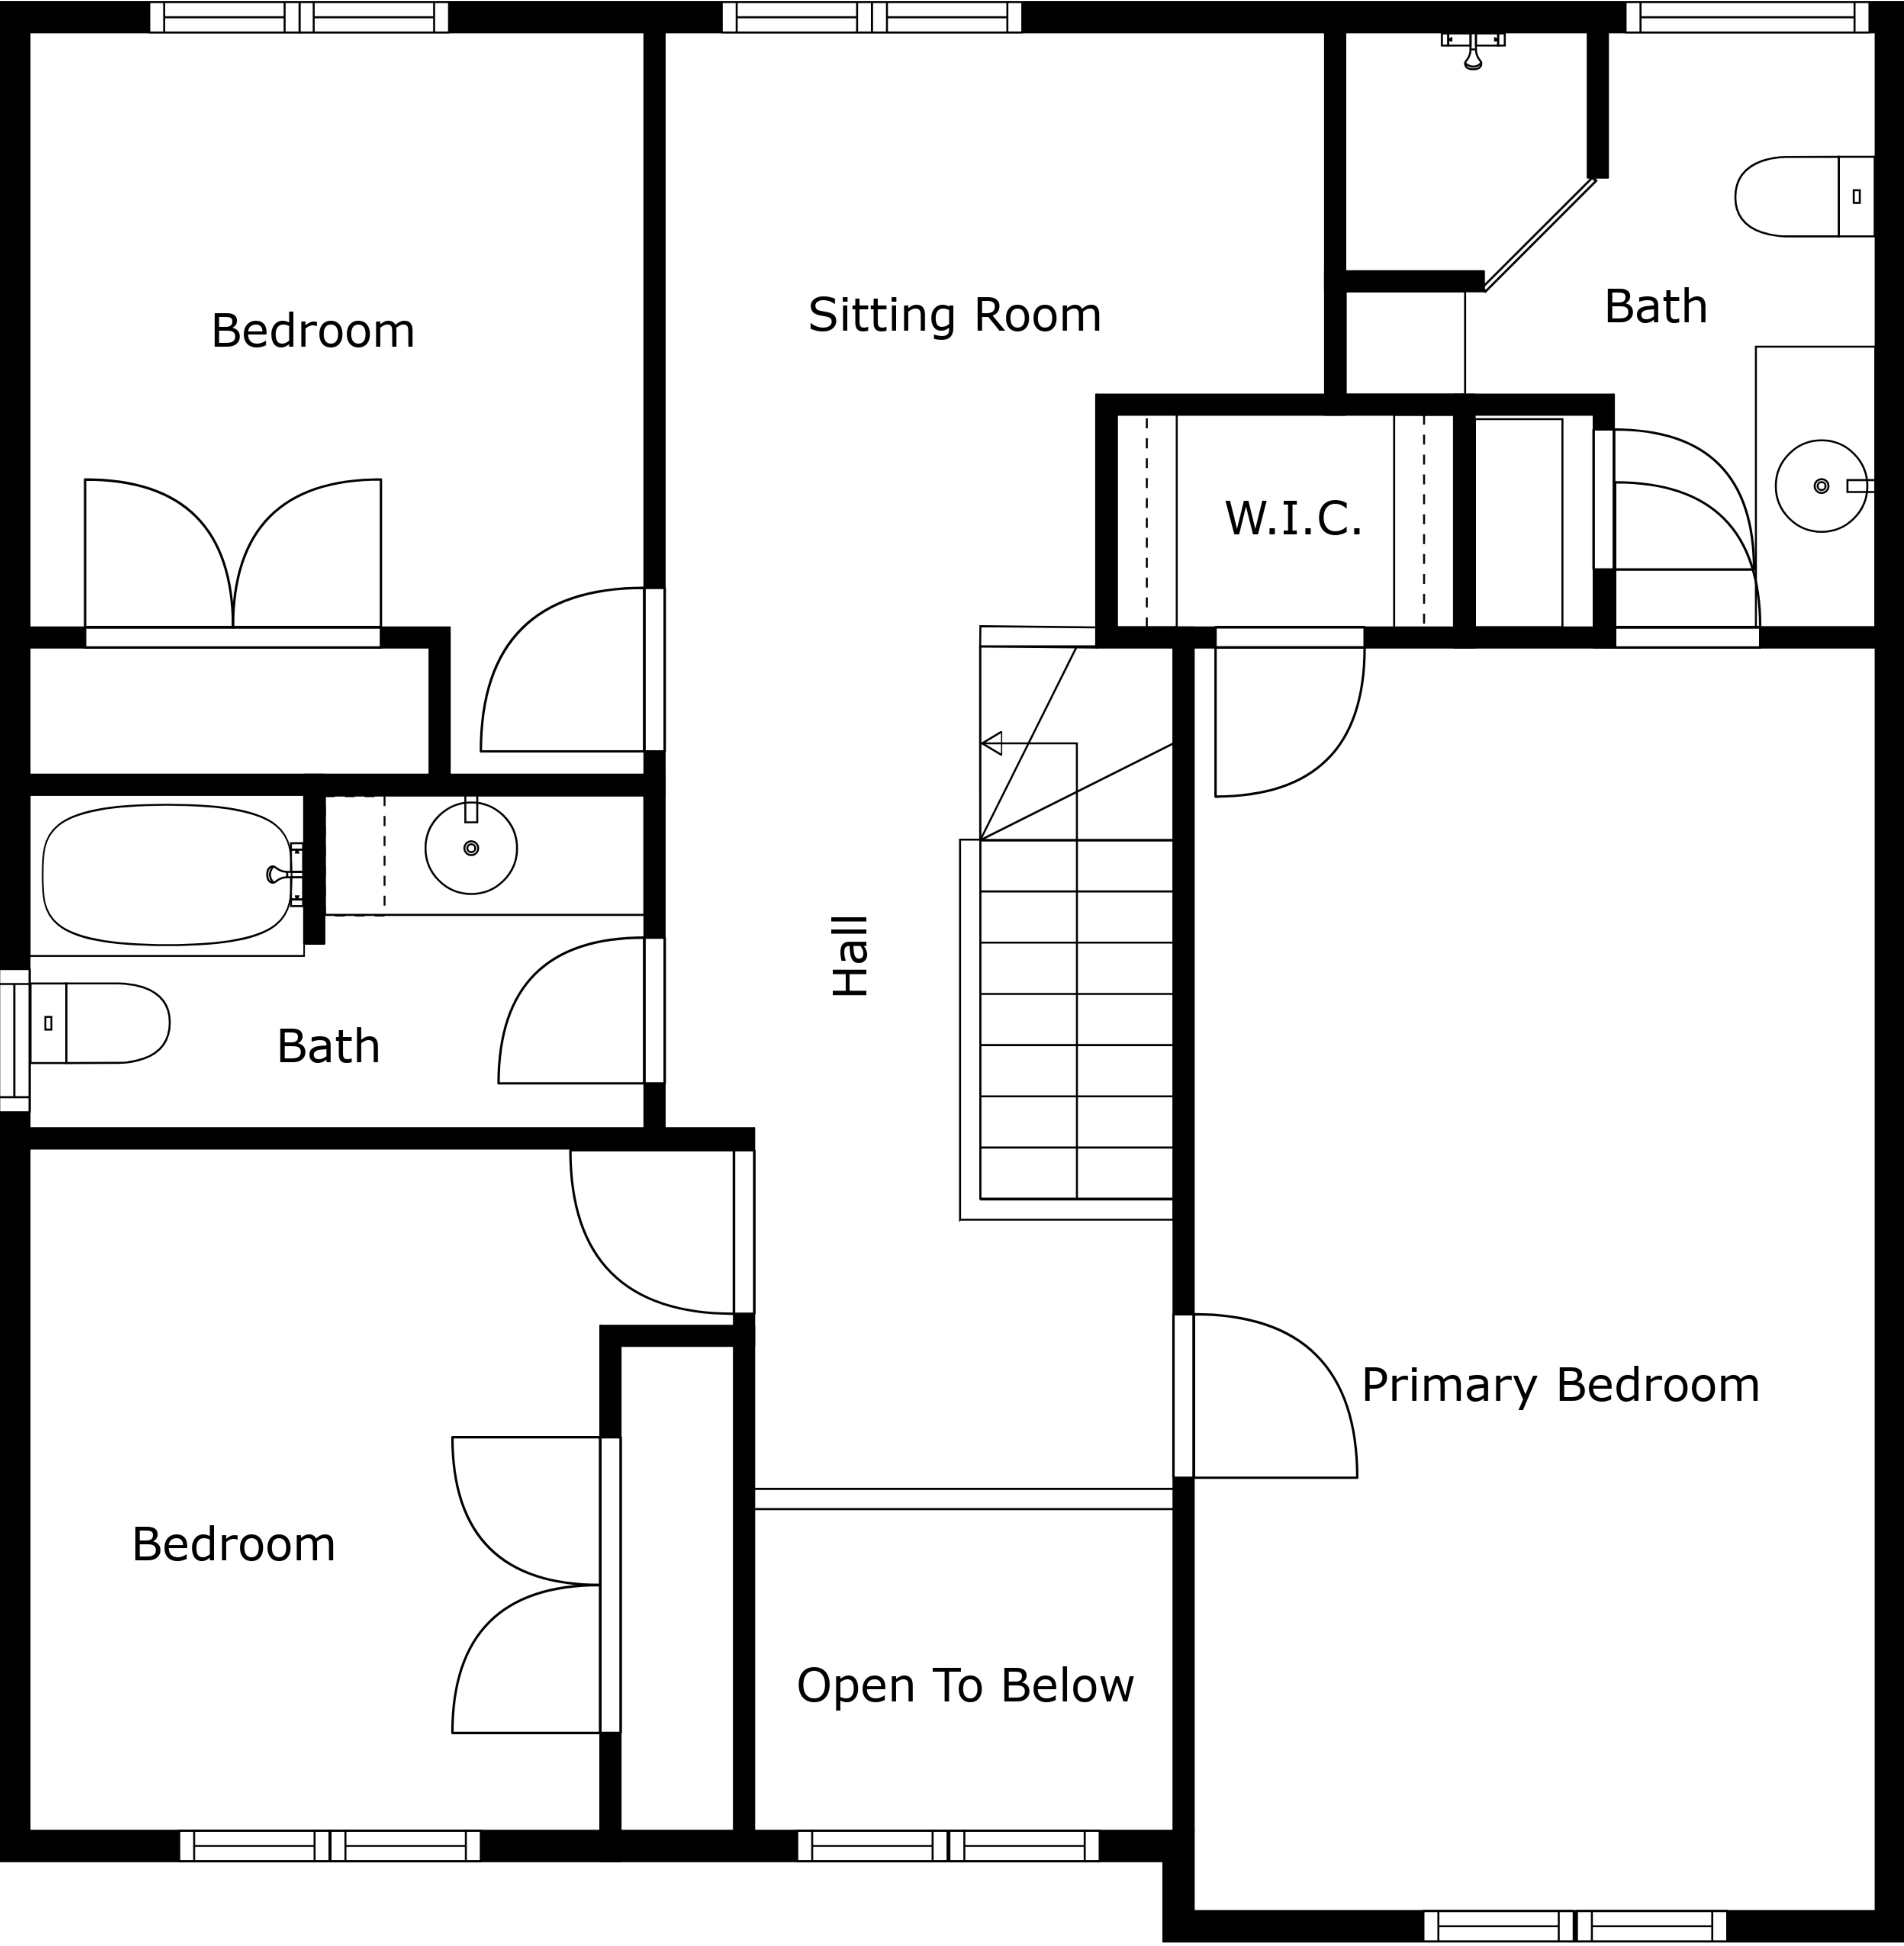 Bedroom
Sitting Room
Bath
W.I.C.
Hall
Bath
Primary Bedroom
Bedroom
Open To Below